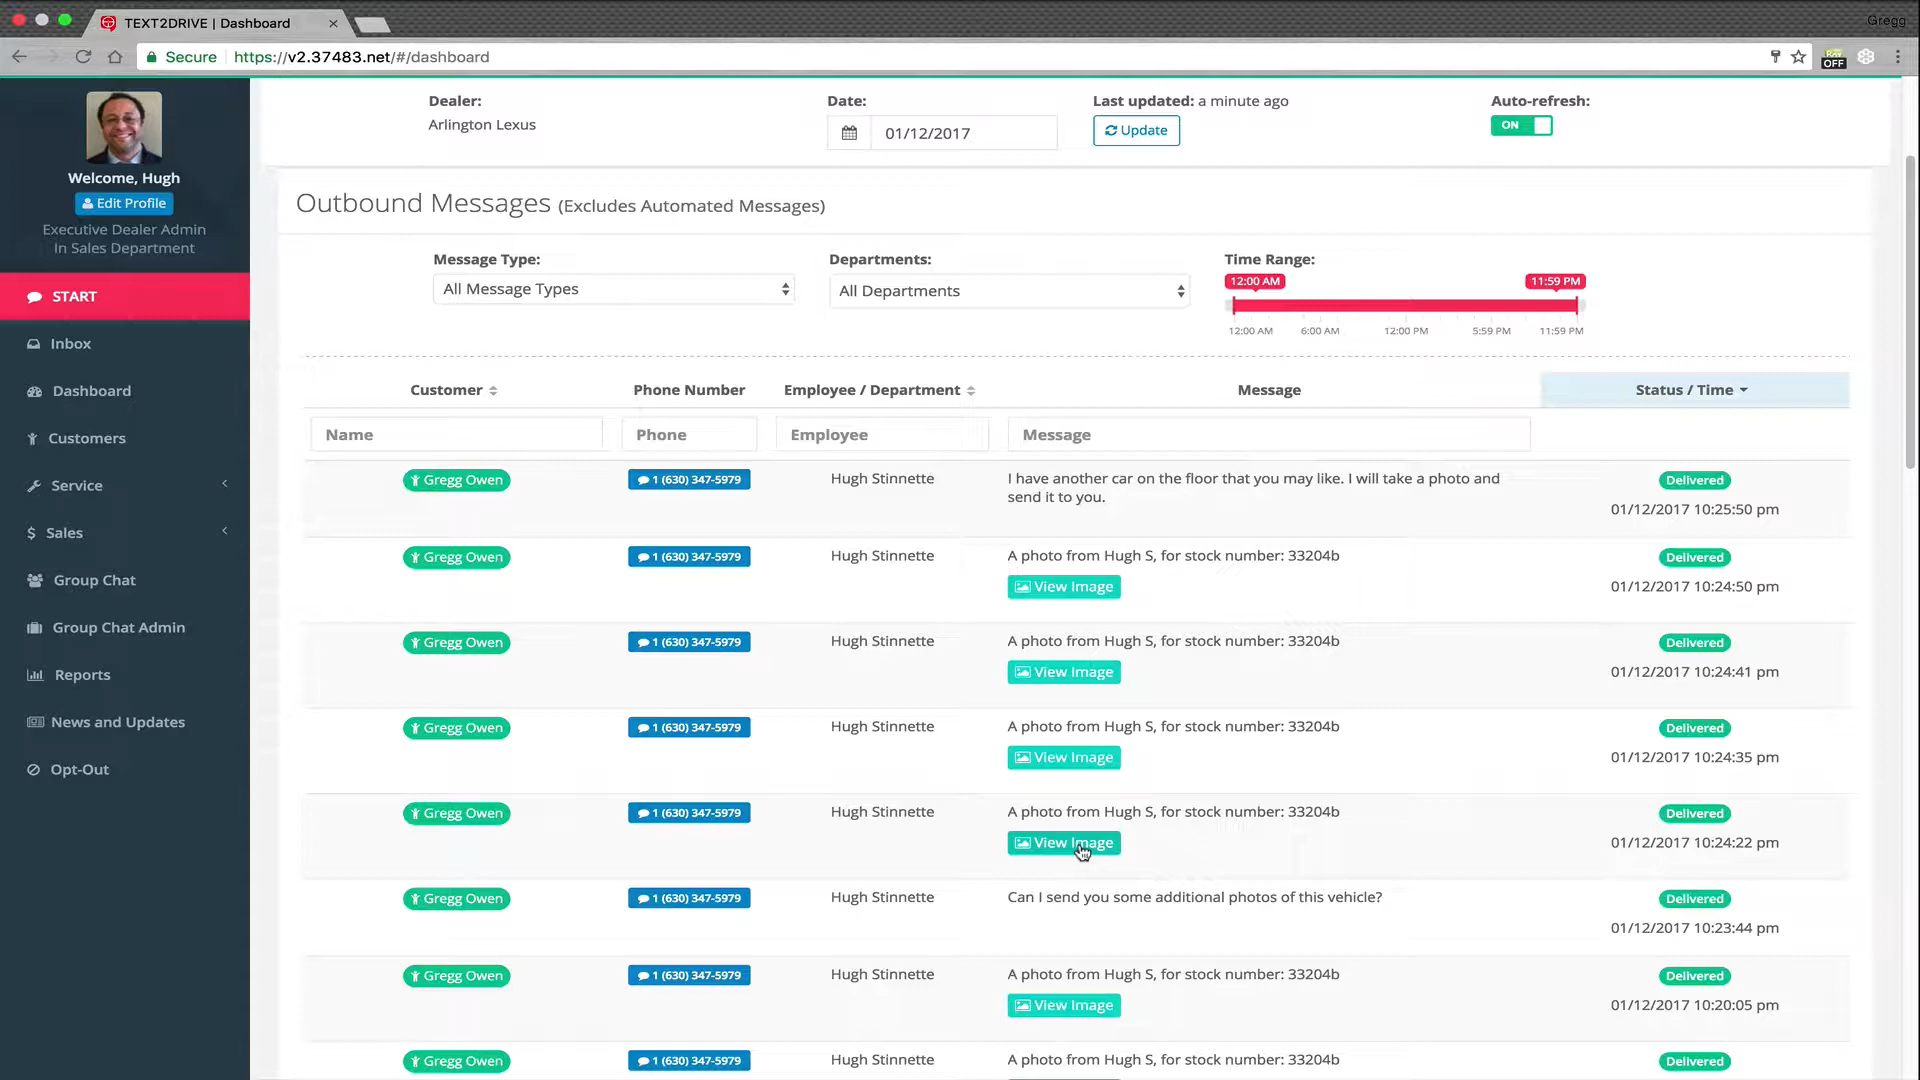 TEXT2DRIVE | Dashboard
Gregg
Secure
https://v2.37483.net/#/dashboard
OFF
Welcome, Hugh
Edit Profile
Executive Dealer Admin
In Sales Department
START
Inbox
Dashboard
Customers
Service
Sales
Group Chat
Group Chat Admin
Reports
News and Updates
Opt-Out
Dealer:
Arlington Lexus
Date:
01/12/2017
Last updated: a minute ago
Update
Auto-refresh:
ON
Outbound Messages (Excludes Automated Messages)
Message Type:
All Message Types
Departments:
All Departments
Time Range:
12:00 AM 11:59 PM
12:00 AM 6:00 AM 12:00 PM 5:59 PM 11:59 PM
Customer Phone Number Employee / Department Message Status / Time
Name Phone Employee Message
Gregg Owen 1 (630) 347-5979 Hugh Stinnette I have another car on the floor that you may like. I will take a photo and Delivered
send it to you. 01/12/2017 10:25:50 pm
Gregg Owen 1 (630) 347-5979 Hugh Stinnette A photo from Hugh S, for stock number: 33204b Delivered
View Image 01/12/2017 10:24:50 pm
Gregg Owen 1 (630) 347-5979 Hugh Stinnette A photo from Hugh S, for stock number: 33204b Delivered
View Image 01/12/2017 10:24:41 pm
Gregg Owen 1 (630) 347-5979 Hugh Stinnette A photo from Hugh S, for stock number: 33204b Delivered
View Image 01/12/2017 10:24:35 pm
Gregg Owen 1 (630) 347-5979 Hugh Stinnette A photo from Hugh S, for stock number: 33204b Delivered
View Image 01/12/2017 10:24:22 pm
Gregg Owen 1 (630) 347-5979 Hugh Stinnette Can I send you some additional photos of this vehicle? Delivered
01/12/2017 10:23:44 pm
Gregg Owen 1 (630) 347-5979 Hugh Stinnette A photo from Hugh S, for stock number: 33204b Delivered
View Image 01/12/2017 10:20:05 pm
Gregg Owen 1 (630) 347-5979 Hugh Stinnette A photo from Hugh S, for stock number: 33204b Delivered